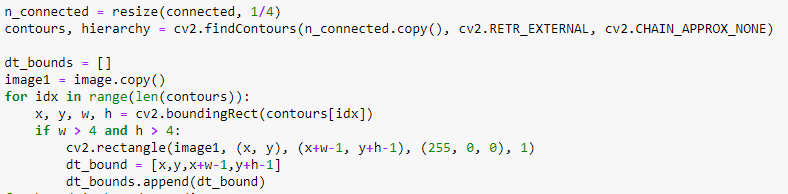 n_connected = resize(connected, 1/4)
contours, hierarchy = cv2.findContours(n_connected.copy(), cv2.RETR_EXTERNAL, cv2.CHAIN_APPROX_NONE)

dt_bounds = []
image1 = image.copy()
for idx in range(len(contours)):
    x, y, w, h = cv2.boundingRect(contours[idx])
    if w > 4 and h > 4:
        cv2.rectangle(image1, (x, y), (x+w-1, y+h-1), (255, 0, 0), 1)
        dt_bound = [x,y,x+w-1,y+h-1]
        dt_bounds.append(dt_bound)